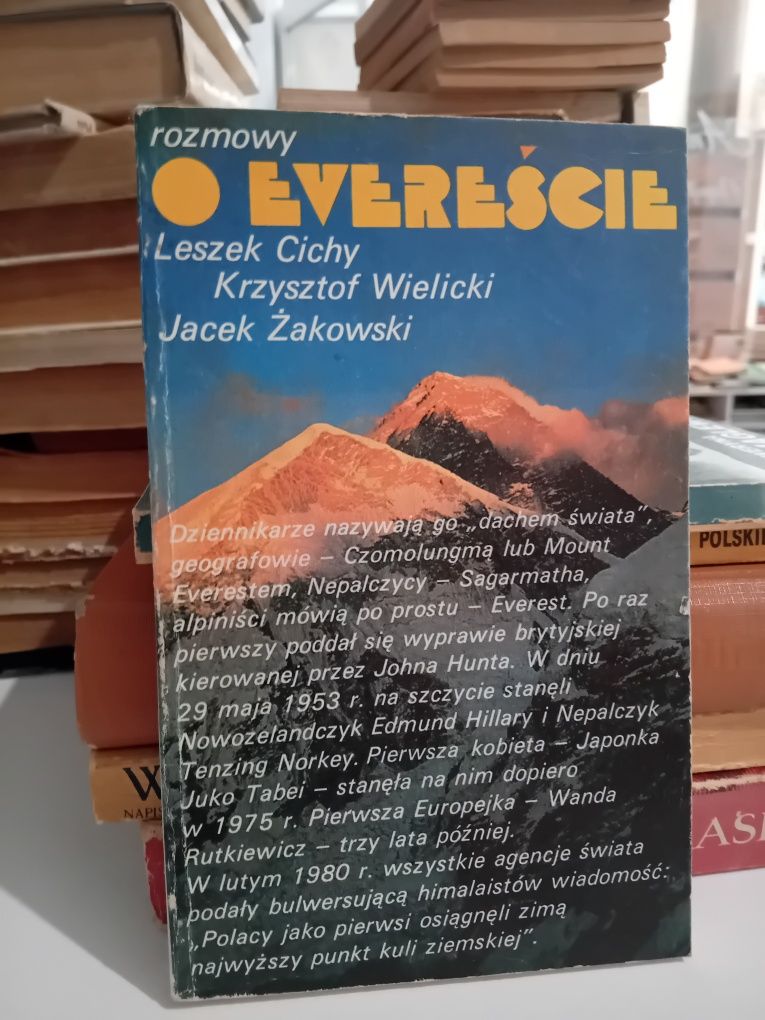 rozmowy
O EVEREŚCIE
Leszek Cichy
Krzysztof Wielicki
Jacek Żakowski
Dziennikarze nazywają go „dachem świata”,
geografowie – Czomolungmą lub Mount
Everestem, Nepalczycy – Sagarmatha,
alpiniści mówią po prostu – Everest. Po raz
pierwszy poddał się wyprawie brytyjskiej
kierowanej przez Johna Hunta. W dniu
29 maja 1953 r. na szczycie stanęli
Nowozelandczyk Edmund Hillary i Nepalczyk
Tenzing Norkey. Pierwsza kobieta – Japonka
Juko Tabei – stanęła na nim dopiero
w 1975 r. Pierwsza Europejka – Wanda
Rutkiewicz – trzy lata później.
W lutym 1980 r. wszystkie agencje świata
podały bulwersującą himalaistów wiadomość:
„Polacy jako pierwsi osiągnęli zimą
najwyższy punkt kuli ziemskiej”.
POLSKI
W
NAPIS
ASI